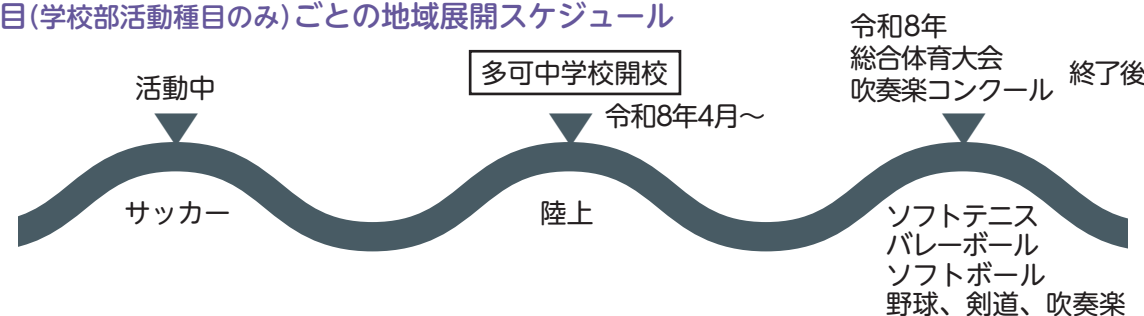 目(学校部活動種目のみ)ごとの地域展開スケジュール
活動中
サッカー
多可中学校開校
令和8年4月〜
陸上
令和8年
総合体育大会
吹奏楽コンクール
終了後
ソフトテニス
バレーボール
ソフトボール
野球、剣道、吹奏楽